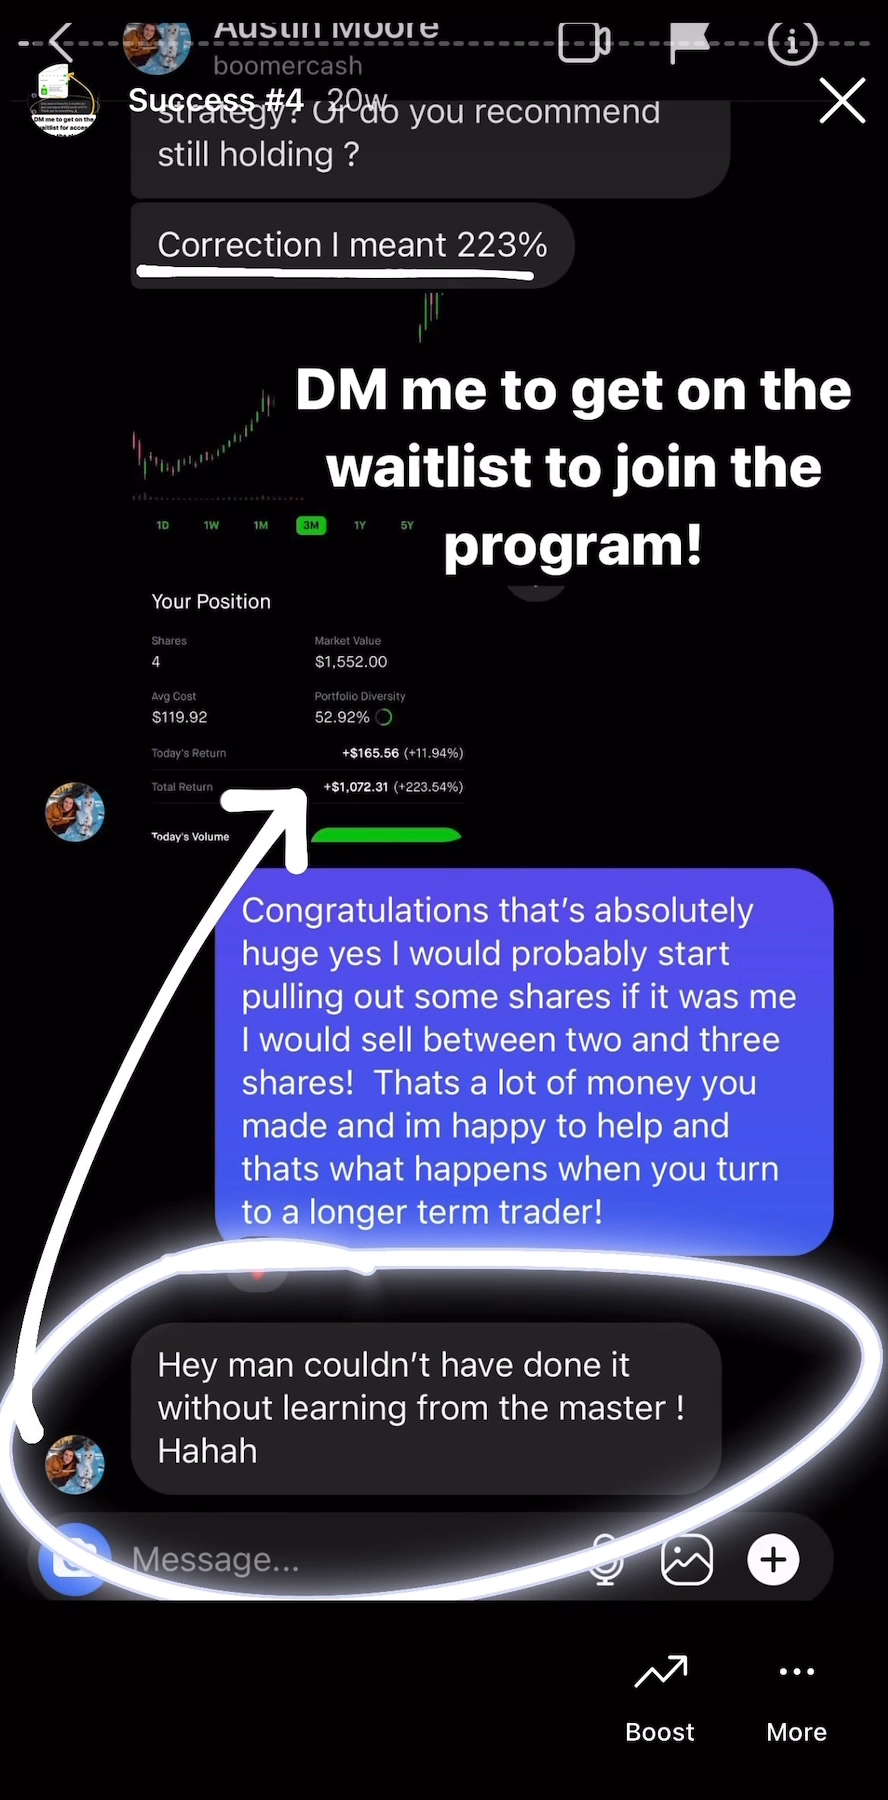 Austin Moore
boomercash
Success #4 20w
DM me to get on the
strategy? Or do you recommend
still holding ?
Correction I meant 223%
DM me to get on the
waitlist to join the
program!
1D 1W 1M 3M 1Y 5Y
Your Position
Shares Market Value
4 $1,552.00
Avg Cost Portfolio Diversity
$119.92 52.92%
Today's Return +$165.56 (+11.94%)
Total Return +$1,072.31 (+223.54%)
Today's Volume
Congratulations that's absolutely
huge yes I would probably start
pulling out some shares if it was me
I would sell between two and three
shares! Thats a lot of money you
made and im happy to help and
thats what happens when you turn
to a longer term trader!
Hey man couldn't have done it
without learning from the master !
Hahah
Message...
Boost More